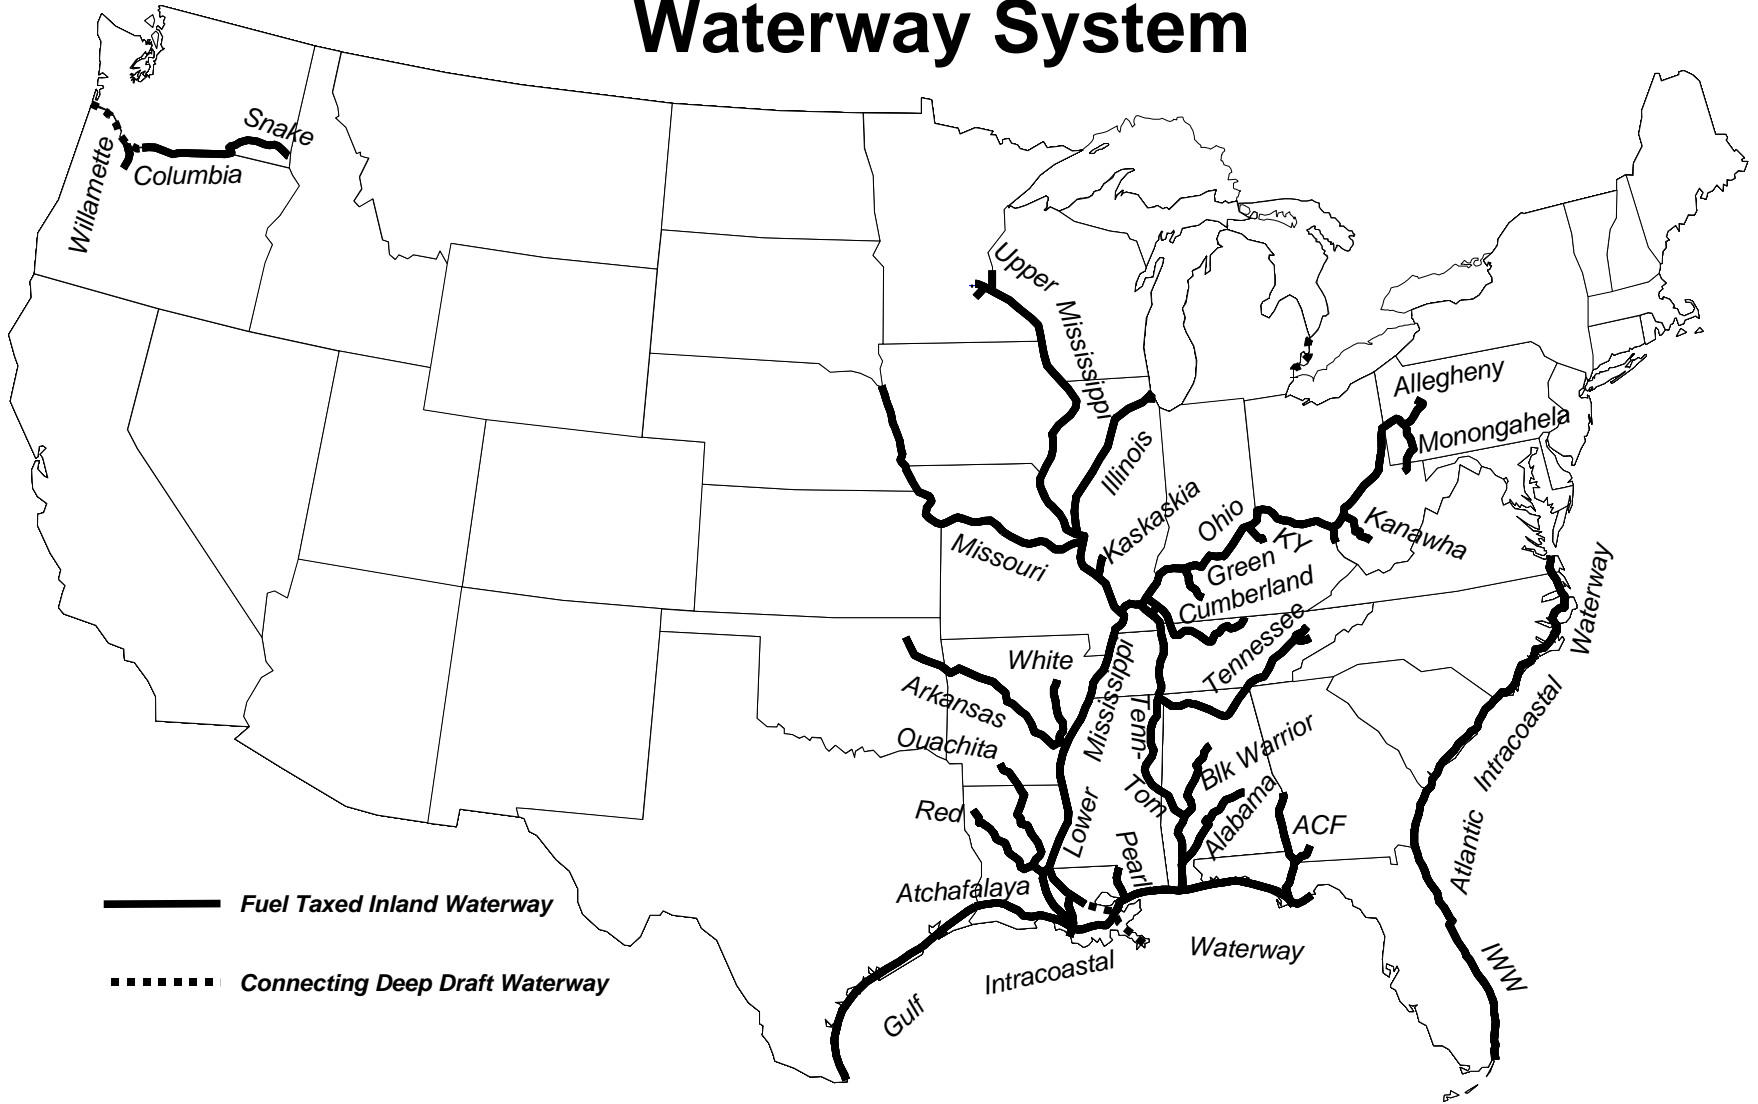 Waterway System
Snake
Columbia
Willamette
Upper Mississippi
Allegheny
Monongahela
Illinois
Kaskaskia
Ohio
KY
Kanawha
Missouri
Green
Cumberland
Tennessee
White
Arkansas
Ouachita
Red
Lower Mississippi
Tenn-
Tom
Blk Warrior
Alabama
ACF
Pearl
Atchafalaya
Atlantic Intracoastal Waterway
IWW
Gulf Intracoastal Waterway
Fuel Taxed Inland Waterway
Connecting Deep Draft Waterway